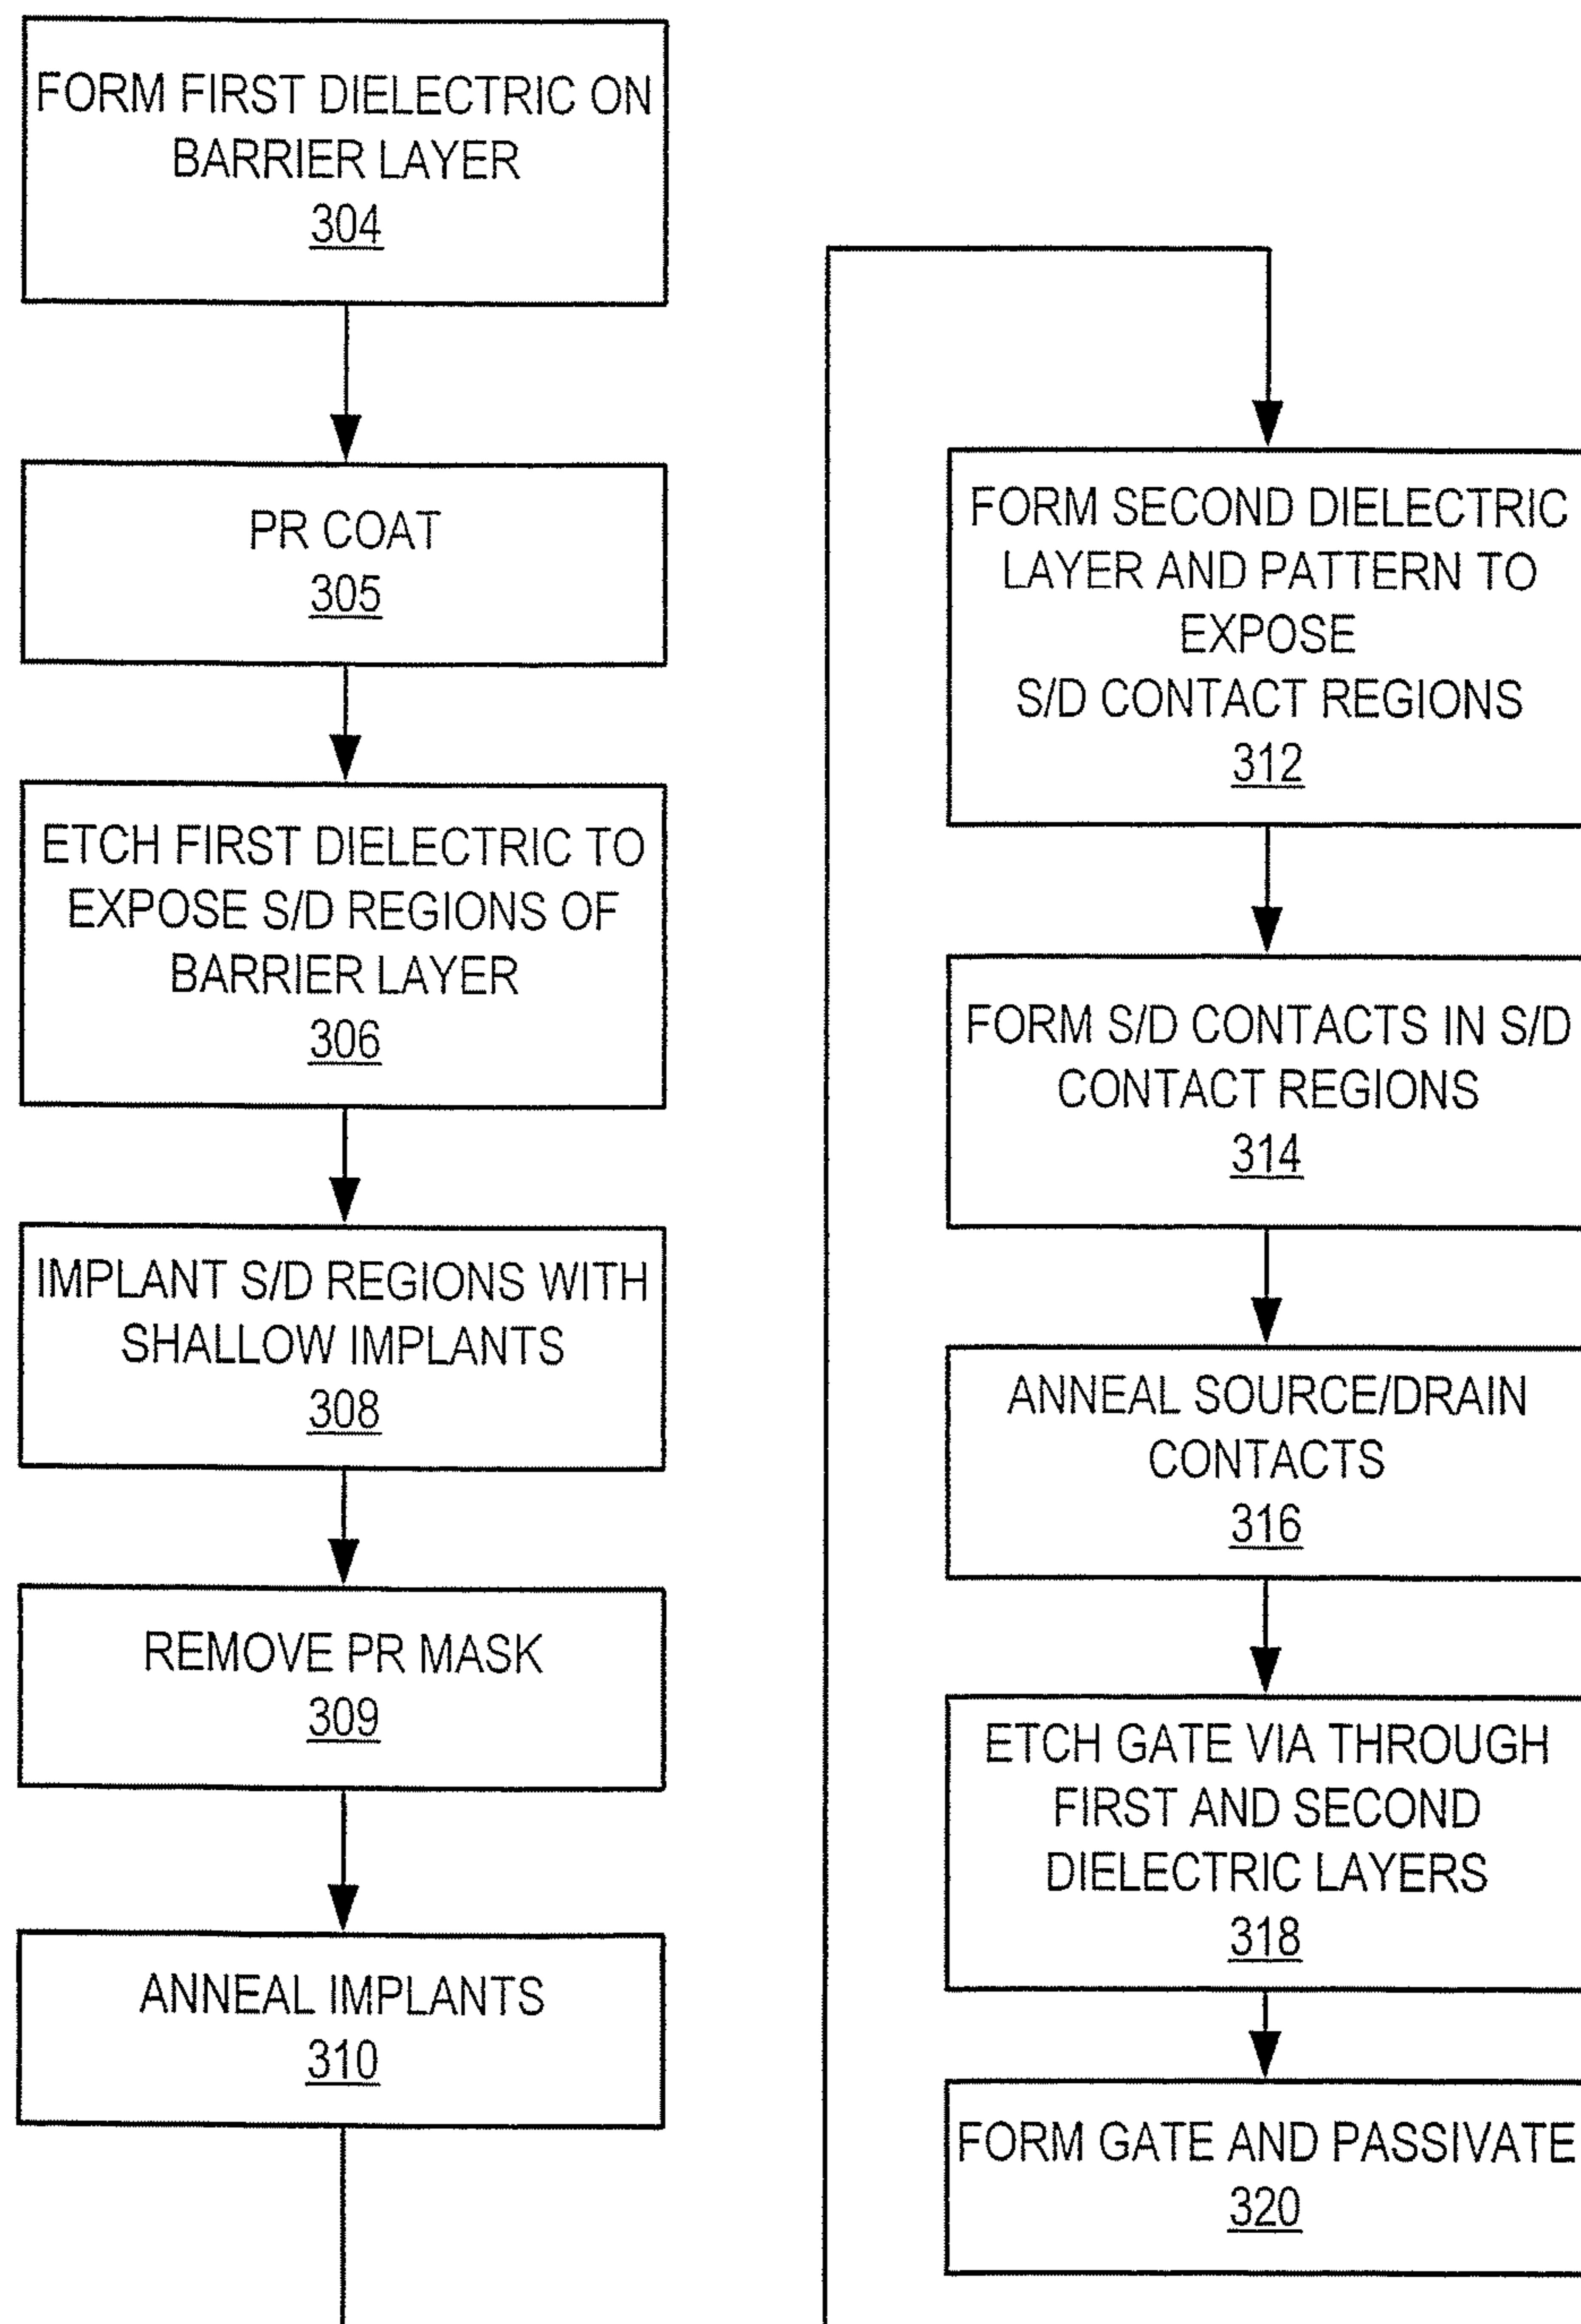 FORM FIRST DIELECTRIC ON
BARRIER LAYER
304
PR COAT
305
ETCH FIRST DIELECTRIC TO
EXPOSE S/D REGIONS OF
BARRIER LAYER
306
IMPLANT S/D REGIONS WITH
SHALLOW IMPLANTS
308
REMOVE PR MASK
309
ANNEAL IMPLANTS
310
FORM SECOND DIELECTRIC
LAYER AND PATTERN TO
EXPOSE
S/D CONTACT REGIONS
312
FORM S/D CONTACTS IN S/D
CONTACT REGIONS
314
ANNEAL SOURCE/DRAIN
CONTACTS
316
ETCH GATE VIA THROUGH
FIRST AND SECOND
DIELECTRIC LAYERS
318
FORM GATE AND PASSIVATE
320